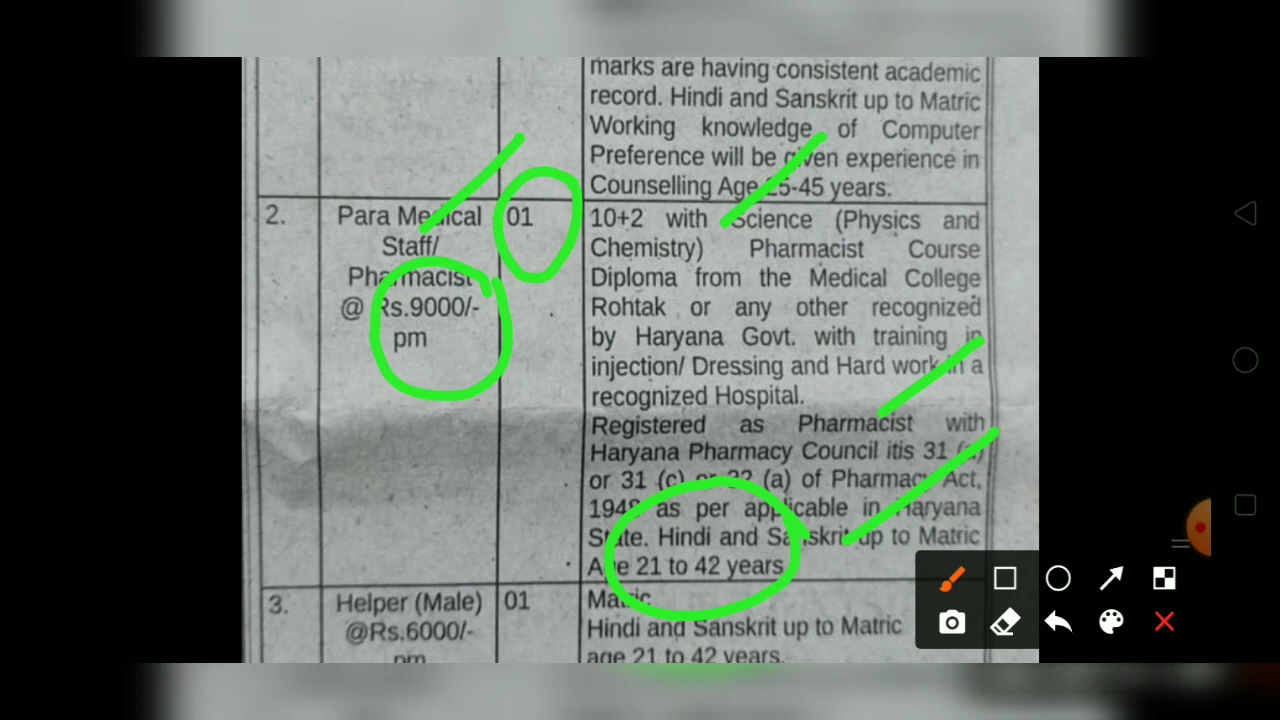 marks are having consistent academic
record. Hindi and Sanskrit up to Matric
Working knowledge of Computer
Preference will be given experience in
Counselling Age 25-45 years.
2.
Para Medical
Staff/
Pharmacist
@ Rs.9000/-
pm
01
10+2 with Science (Physics and
Chemistry) Pharmacist Course
Diploma from the Medical College
Rohtak or any other recognized
by Haryana Govt. with training in
injection/ Dressing and Hard work in a
recognized Hospital.
Registered as Pharmacist with
Haryana Pharmacy Council itis 31 (a)
or 31 (c) or 32 (a) of Pharmacy Act,
1948 as per applicable in Haryana
State. Hindi and Sanskrit up to Matric
Age 21 to 42 years
3.
Helper (Male)
@Rs.6000/-
pm
01
Matric
Hindi and Sanskrit up to Matric
age 21 to 42 years.